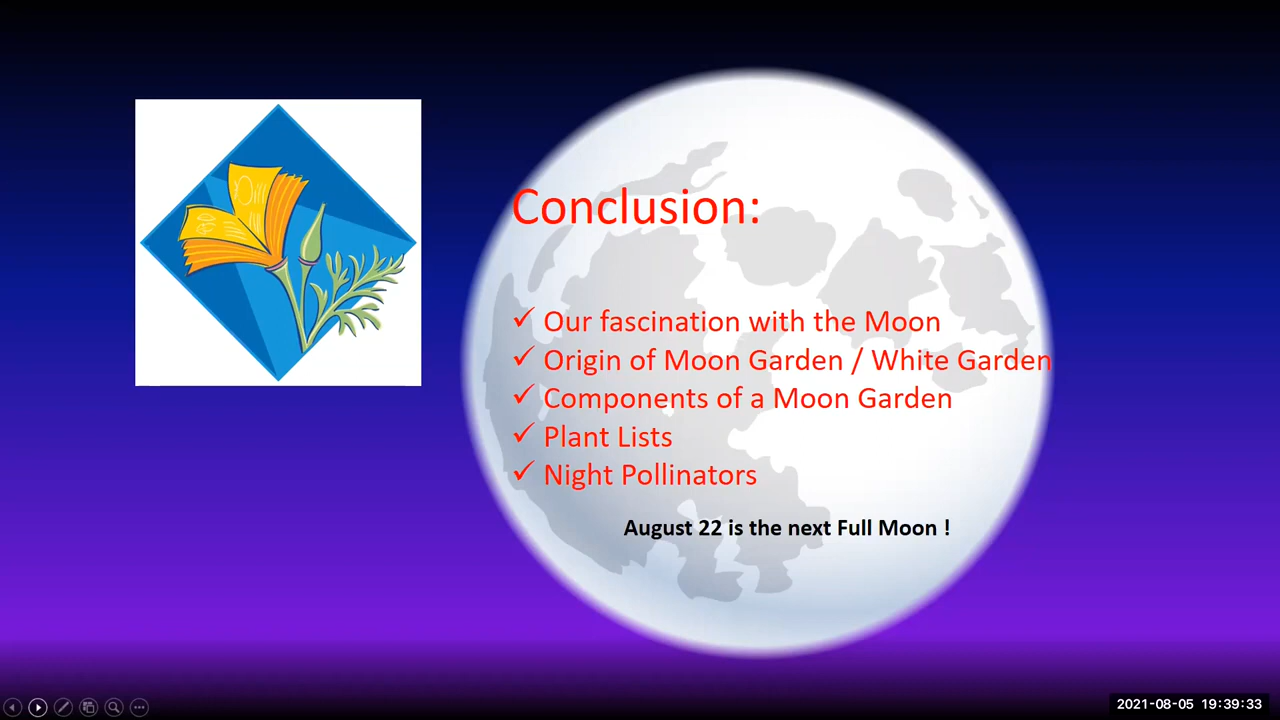 Conclusion:
✓ Our fascination with the Moon
✓ Origin of Moon Garden / White Garden
✓ Components of a Moon Garden
✓ Plant Lists
✓ Night Pollinators
August 22 is the next Full Moon !
2021-08-05 19:39:33